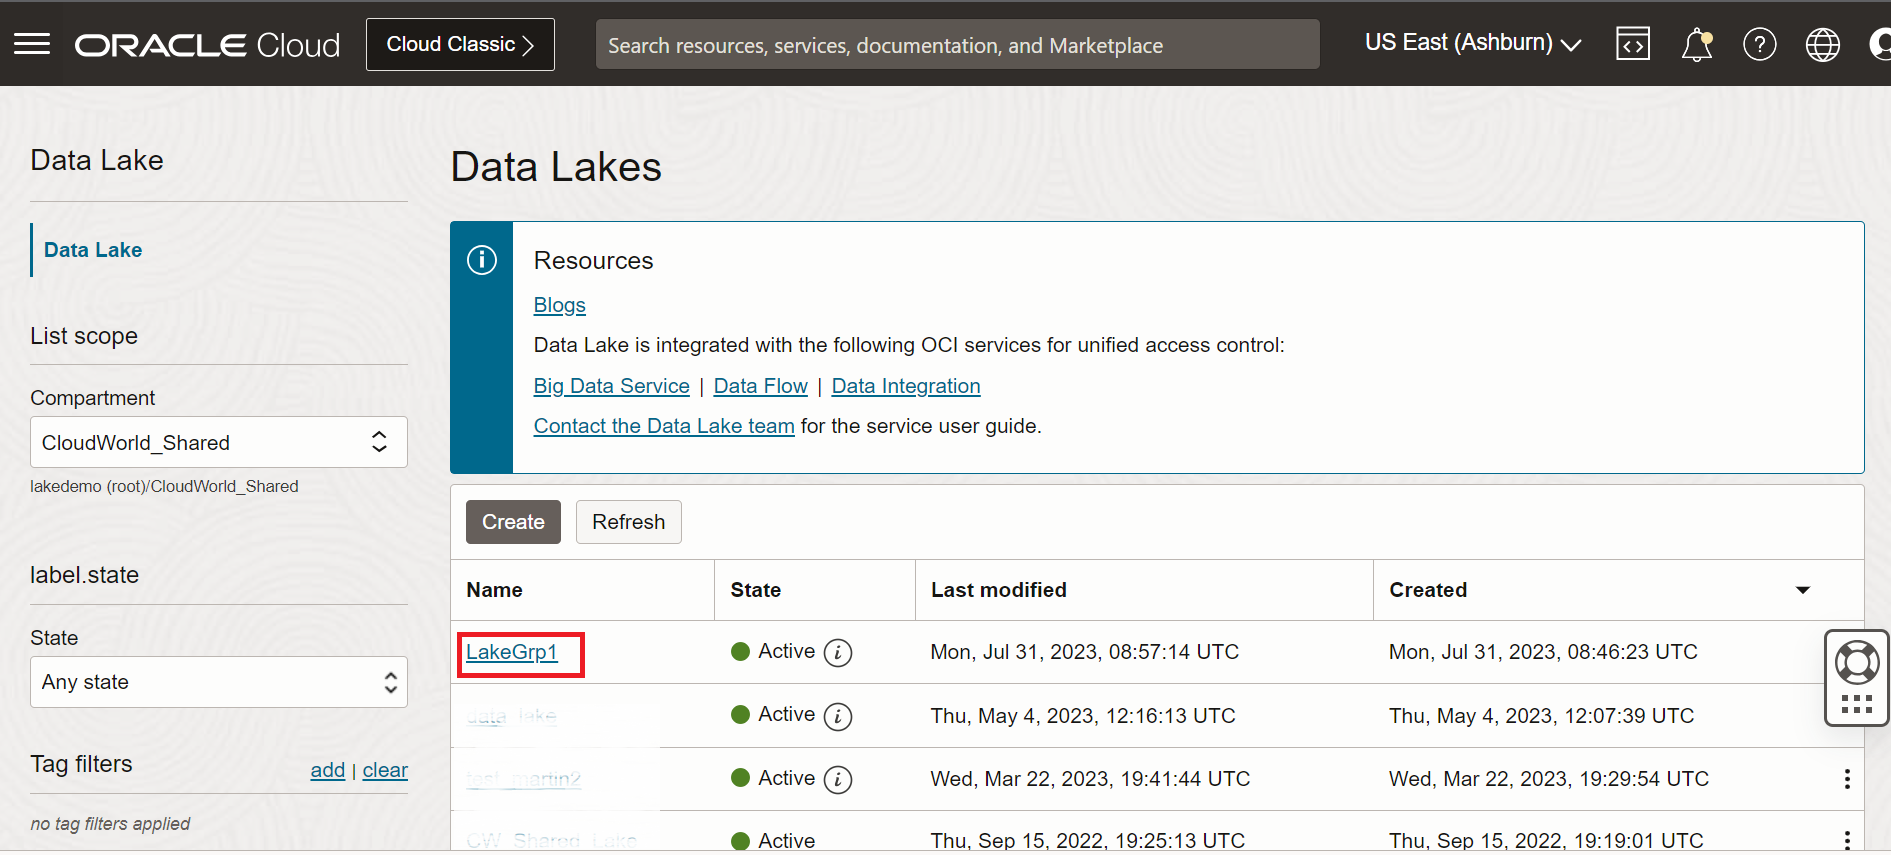 ORACLE Cloud
Cloud Classic
Search resources, services, documentation, and Marketplace
US East (Ashburn)
Data Lake
Data Lake
List scope
Compartment
CloudWorld_Shared
lakedemo (root)/CloudWorld_Shared
label.state
State
Any state
Tag filters add | clear
no tag filters applied
Data Lakes
Resources
Blogs
Data Lake is integrated with the following OCI services for unified access control:
Big Data Service | Data Flow | Data Integration
Contact the Data Lake team for the service user guide.
Create Refresh
Name State Last modified Created
LakeGrp1 Active Mon, Jul 31, 2023, 08:57:14 UTC Mon, Jul 31, 2023, 08:46:23 UTC
data_lake Active Thu, May 4, 2023, 12:16:13 UTC Thu, May 4, 2023, 12:07:39 UTC
test_martin2 Active Wed, Mar 22, 2023, 19:41:44 UTC Wed, Mar 22, 2023, 19:29:54 UTC
CW_Shared_Lake Active Thu, Sep 15, 2022, 19:25:13 UTC Thu, Sep 15, 2022, 19:19:01 UTC